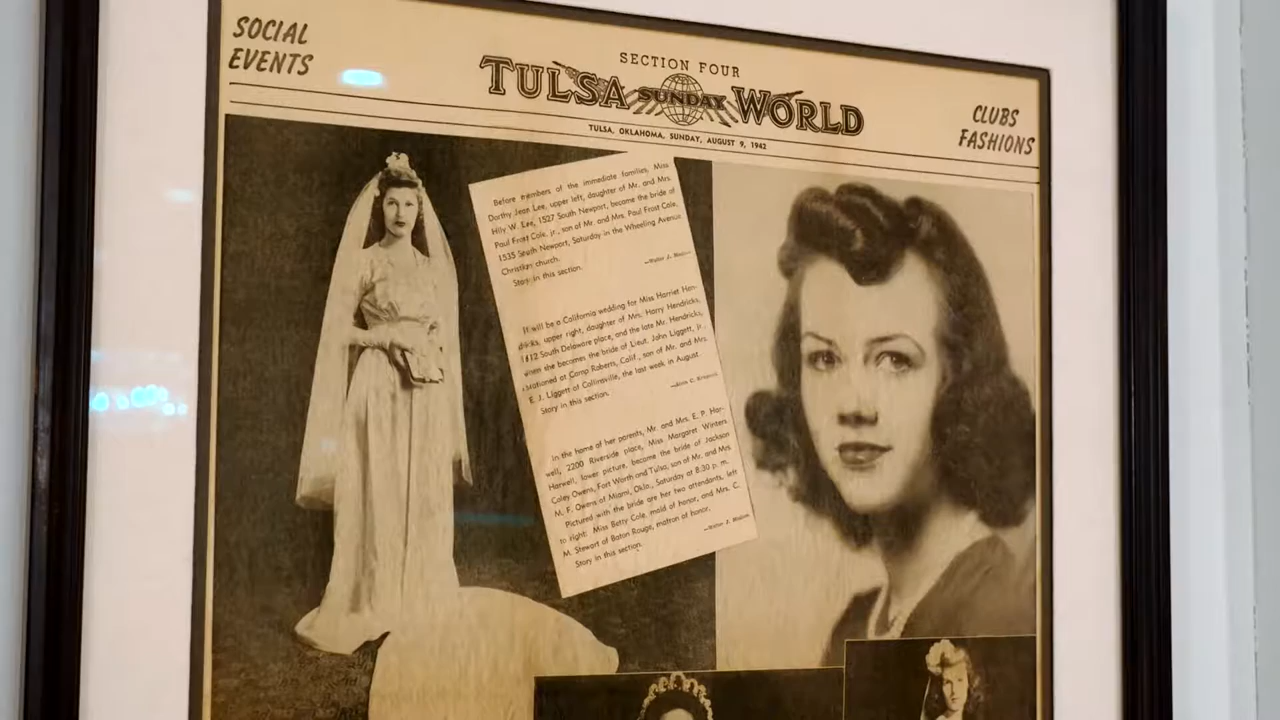 SOCIAL
EVENTS
SECTION FOUR
TULSA SUNDAY WORLD
TULSA, OKLAHOMA, SUNDAY, AUGUST 9, 1942
CLUBS
FASHIONS
Before members of the immediate families, Miss
Dorthy Jean Lee, upper left, daughter of Mr. and Mrs.
Hily W. Lee, 1527 South Newport, became the bride of
Paul Frost Cole, jr., son of Mr. and Mrs. Paul Frost Cole,
1535 South Newport, Saturday in the Wheeling Avenue
Christian church.
Story in this section.
It will be a California wedding for Miss Harriet Hen-
dricks, upper right, daughter of Mrs. Harry Hendricks,
1412 South Delaware place, and the late Mr. Hendricks,
when she becomes the bride of Lieut. John Liggett, jr.,
stationed at Camp Roberts, Calif., son of Mr. and Mrs.
E. J. Liggett of Collinsville, the last week in August.
Story in this section.
In the home of her parents, Mr. and Mrs. E. P. Har-
well, 2200 Riverside place, Miss Margaret Winters
Harwell, lower picture, became the bride of Jackson
Coley Owens, Fort Worth and Tulsa, son of Mr. and Mrs.
M. F. Owens of Miami, Okla., Saturday at 8:30 p. m.
Pictured with the bride are her two attendants, left
to right: Miss Betty Cole, maid of honor, and Mrs. C.
M. Stewart of Baton Rouge, matron of honor.
Story in this section.